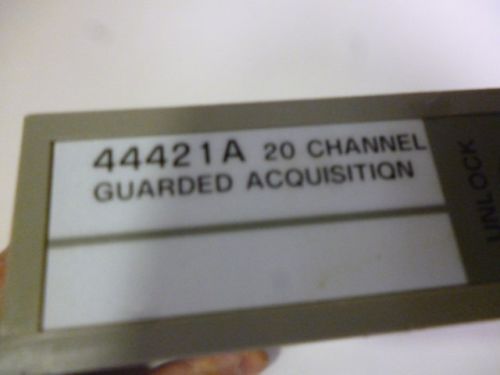 44421A 20 CHANNEL
GUARDED ACQUISITION
UNLOCK